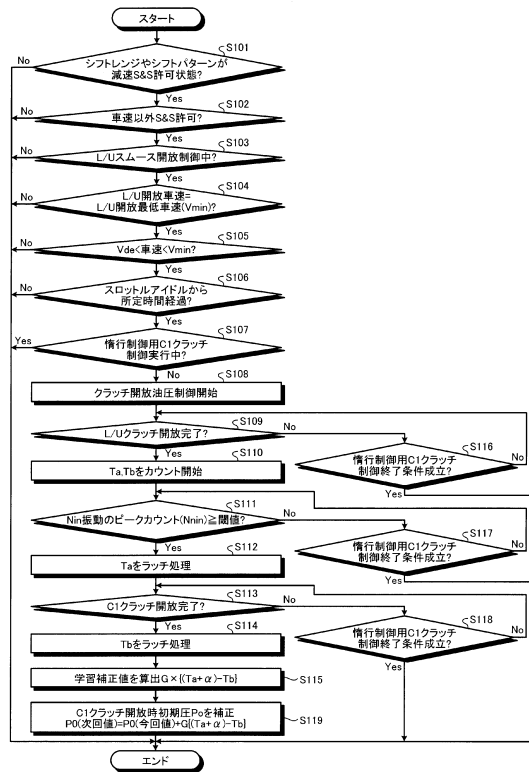 スタート
S101
シフトレンジやシフトパターンが
減速S&S許可状態?
No
Yes
S102
車速以外S&S許可?
No
Yes
S103
L/Uスムース開放制御中?
No
Yes
S104
L/U開放車速=
L/U開放最低車速(Vmin)?
No
Yes
S105
Vde<車速<Vmin?
No
Yes
S106
スロットルアイドルから
所定時間経過?
No
Yes
S107
惰行制御用C1クラッチ
制御実行中?
Yes
No
S108
クラッチ開放油圧制御開始
S109
L/Uクラッチ開放完了?
No
Yes
S116
惰行制御用C1クラッチ
制御終了条件成立?
No
Yes
S110
Ta,Tbをカウント開始
S111
Nin振動のピークカウント(Nnin)≧閾値?
No
Yes
S117
惰行制御用C1クラッチ
制御終了条件成立?
No
Yes
S112
Taをラッチ処理
S113
C1クラッチ開放完了?
No
Yes
S118
惰行制御用C1クラッチ
制御終了条件成立?
No
Yes
S114
Tbをラッチ処理
S115
学習補正値を算出G×{(Ta+α)-Tb}
S119
C1クラッチ開放時初期圧Poを補正
P0(次回値)=P0(今回値)+G{(Ta+α)-Tb}
エンド